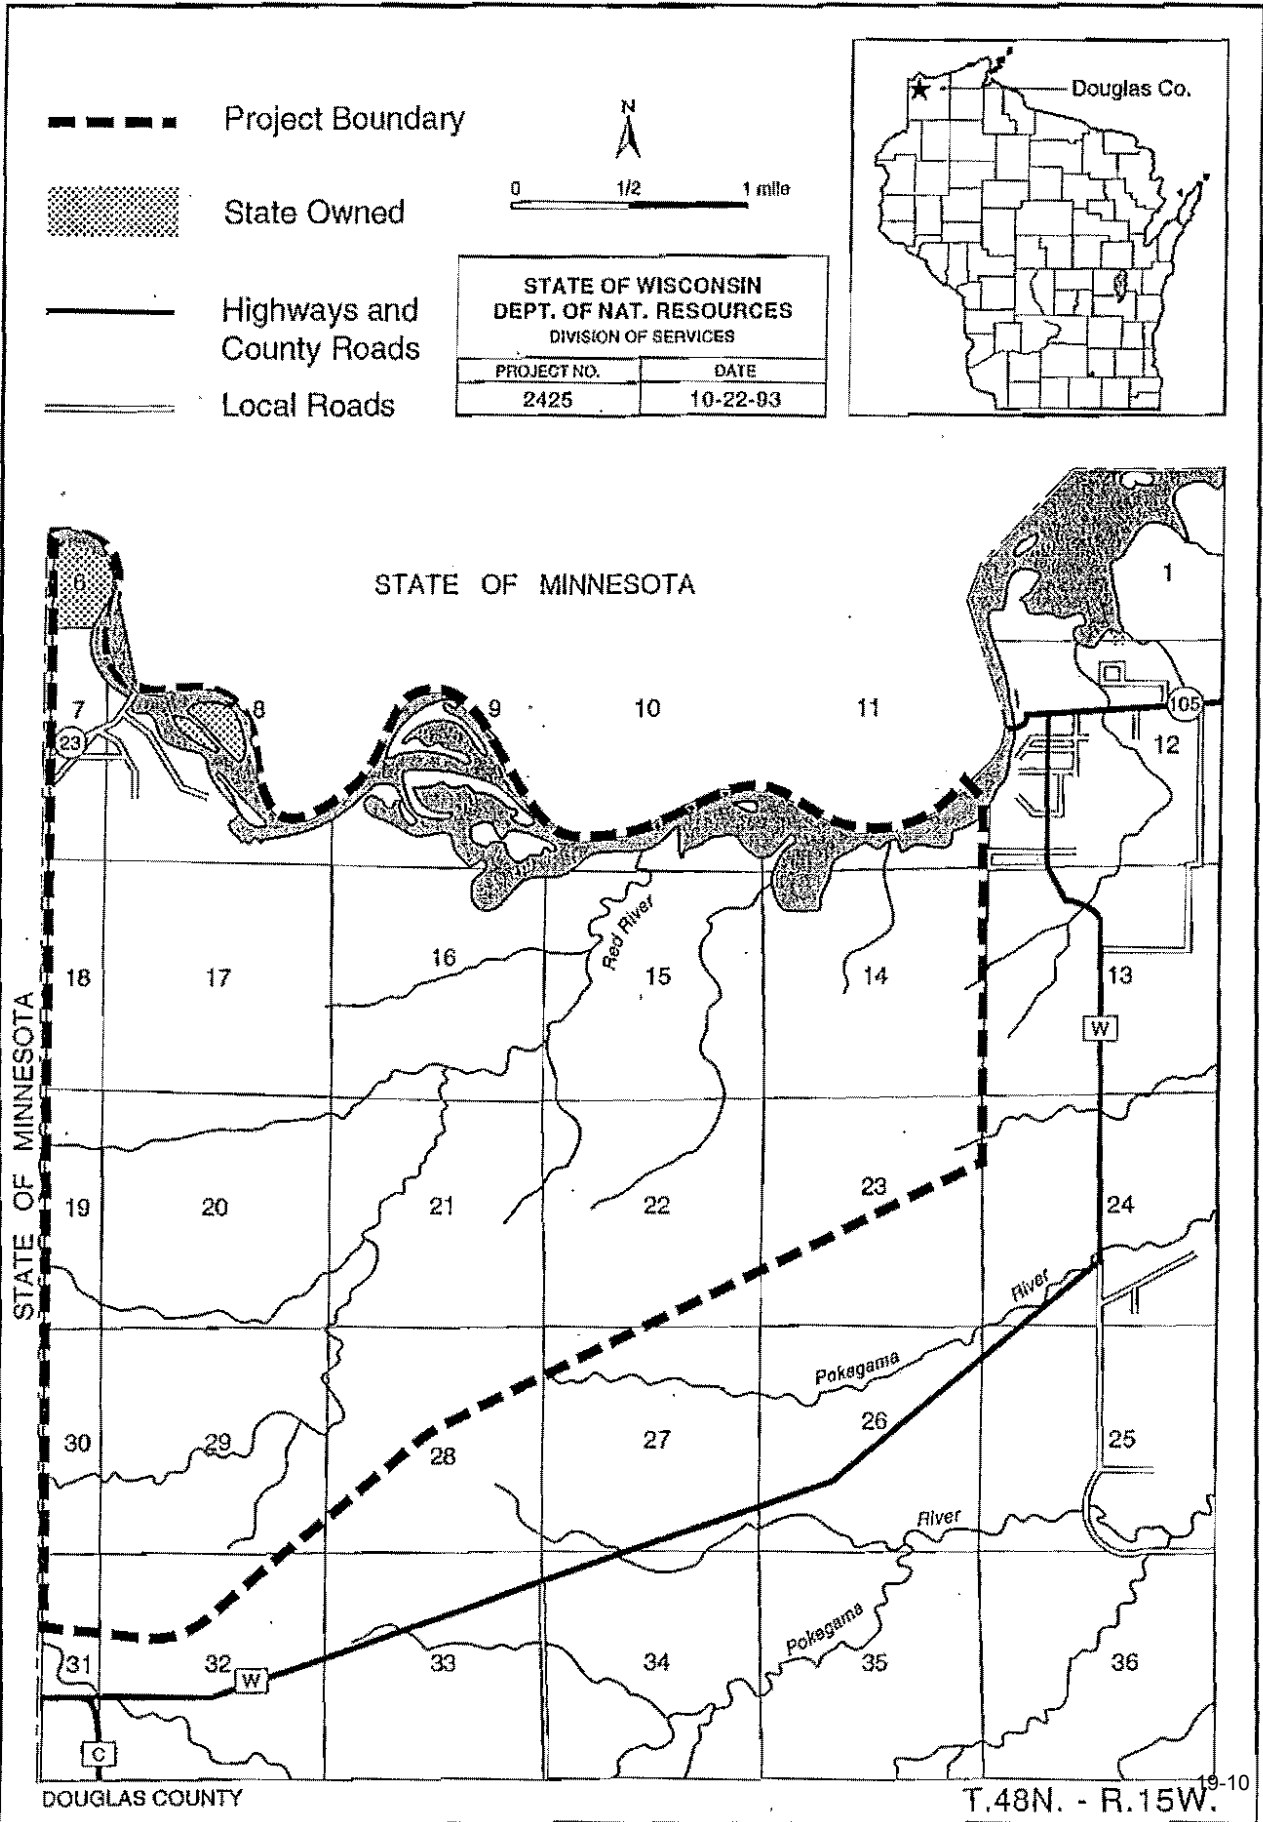 Project Boundary
State Owned
Highways and
County Roads
Local Roads
N
0 1/2 1 mile
STATE OF WISCONSIN
DEPT. OF NAT. RESOURCES
DIVISION OF SERVICES
PROJECT NO. DATE
2425 10-22-93
Douglas Co.
STATE OF MINNESOTA
6
1
7
8
9
10
11
105
12
23
18
17
16
Red River
15
14
13
W
STATE OF MINNESOTA
19
20
21
22
23
24
River
Pokegama
30
29
28
27
26
25
River
Pokegama
31
32
W
33
34
35
36
C
DOUGLAS COUNTY
19-10
T.48N. - R.15W.